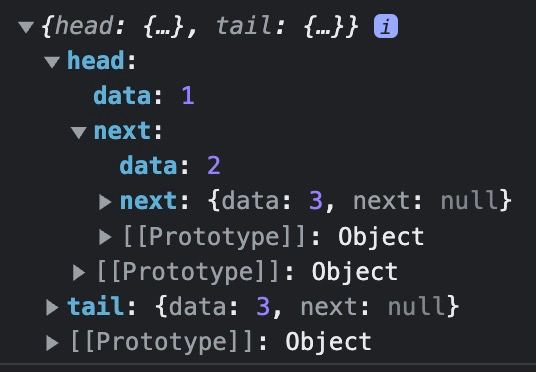 ▼{head: {…}, tail: {…}} i
▼head:
data: 1
▼next:
data: 2
▶next: {data: 3, next: null}
▶[[Prototype]]: Object
▶[[Prototype]]: Object
▶tail: {data: 3, next: null}
▶[[Prototype]]: Object